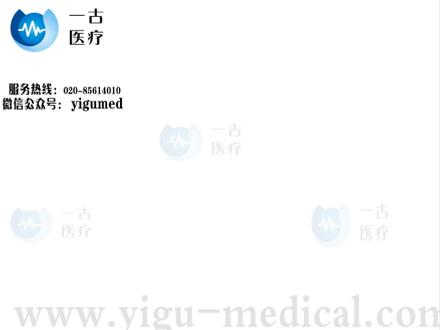 一古
医疗
服务热线：020-85614010
微信公众号： yigumed
一古
医疗
一古
医疗
一古
医疗
www.yigu-medical.com